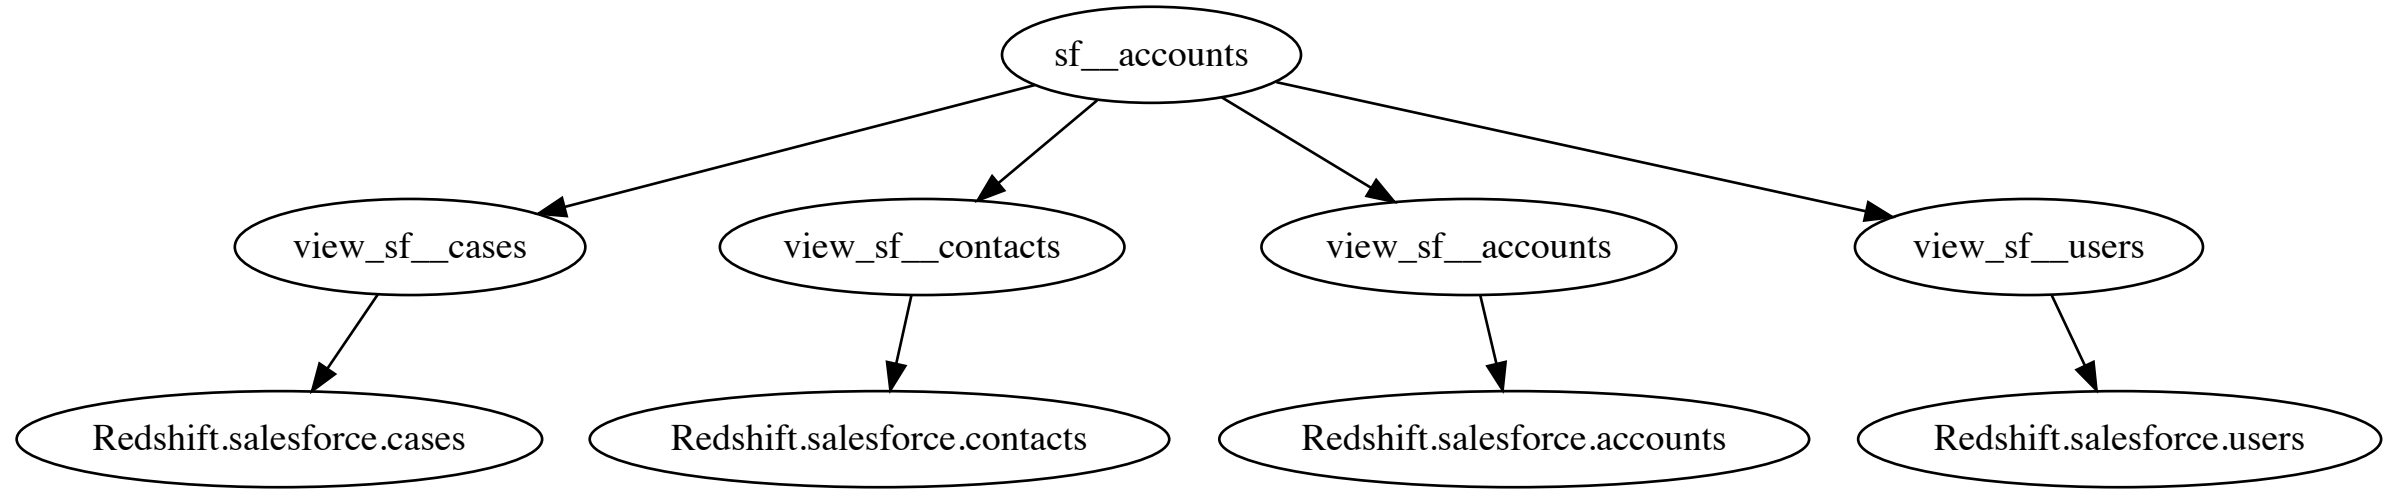 sf__accounts
view_sf__cases
view_sf__contacts
view_sf__accounts
view_sf__users
Redshift.salesforce.cases
Redshift.salesforce.contacts
Redshift.salesforce.accounts
Redshift.salesforce.users